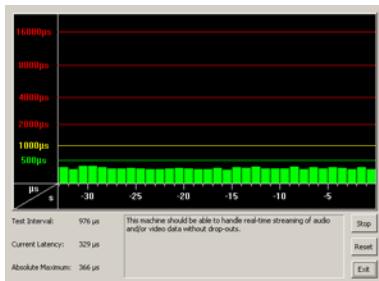 16000µs
8000µs
4000µs
2000µs
1000µs
500µs
µs
s
-30 -25 -20 -15 -10 -5
Test Interval: 976 µs
Current Latency: 329 µs
Absolute Maximum: 366 µs
This machine should be able to handle real-time streaming of audio
and/or video data without drop-outs.
Stop
Reset
Exit